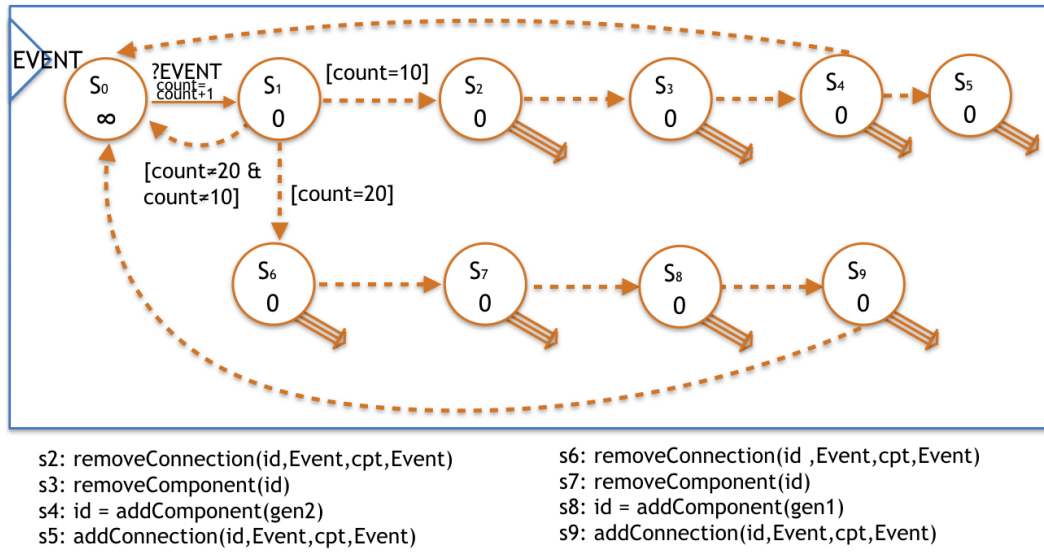 EVENT
?EVENT
count=
count+1
S0
∞
S1
0
[count=10]
S2
0
S3
0
S4
0
S5
0
[count≠20 &
count≠10]
[count=20]
S6
0
S7
0
S8
0
S9
0
s2: removeConnection(id,Event,cpt,Event)
s3: removeComponent(id)
s4: id = addComponent(gen2)
s5: addConnection(id,Event,cpt,Event)
s6: removeConnection(id ,Event,cpt,Event)
s7: removeComponent(id)
s8: id = addComponent(gen1)
s9: addConnection(id,Event,cpt,Event)